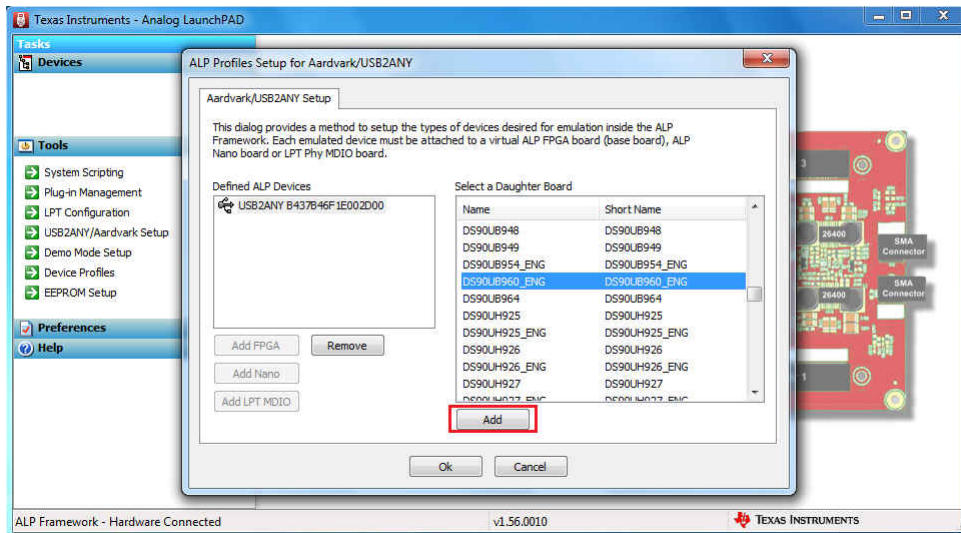 Texas Instruments - Analog LaunchPAD
Tasks
Devices
Tools
System Scripting
Plug-in Management
LPT Configuration
USB2ANY/Aardvark Setup
Demo Mode Setup
Device Profiles
EEPROM Setup
Preferences
Help
ALP Profiles Setup for Aardvark/USB2ANY
Aardvark/USB2ANY Setup
This dialog provides a method to setup the types of devices desired for emulation inside the ALP
Framework. Each emulated device must be attached to a virtual ALP FPGA board (base board), ALP
Nano board or LPT Phy MDIO board.
Defined ALP Devices
USB2ANY B437B46F1E002D00
Add FPGA Remove
Add Nano
Add LPT MDIO
Select a Daughter Board
Name Short Name
DS90UB948 DS90UB948
DS90UB949 DS90UB949
DS90UB954_ENG DS90UB954_ENG
DS90UB960_ENG DS90UB960_ENG
DS90UB964 DS90UB964
DS90UH925 DS90UH925
DS90UH925_ENG DS90UH925_ENG
DS90UH926 DS90UH926
DS90UH926_ENG DS90UH926_ENG
DS90UH927 DS90UH927
DS90UH927_ENG DS90UH927_ENG
Add
Ok Cancel
3
26400
SMA
Connector
SMA
26400 Connector
1
ALP Framework - Hardware Connected v1.56.0010 TEXAS INSTRUMENTS